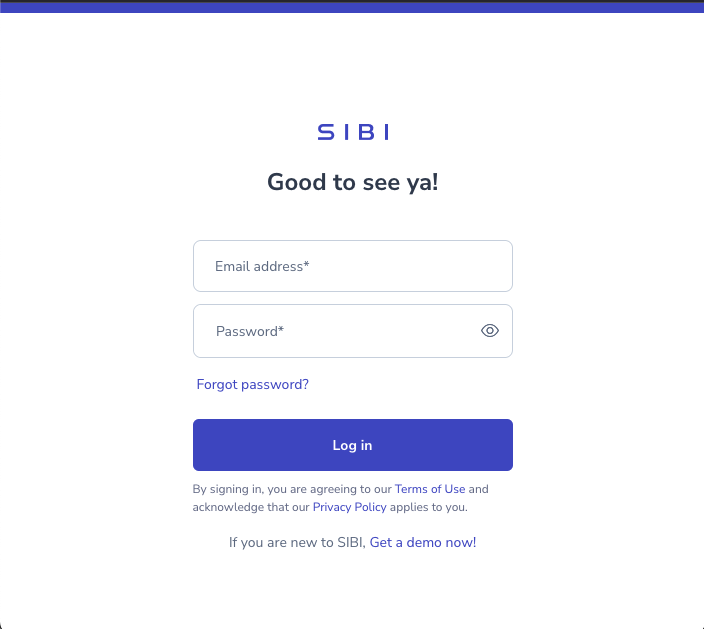 SIBI
Good to see ya!
Email address*
Password*
Forgot password?
Log in
By signing in, you are agreeing to our Terms of Use and
acknowledge that our Privacy Policy applies to you.
If you are new to SIBI, Get a demo now!